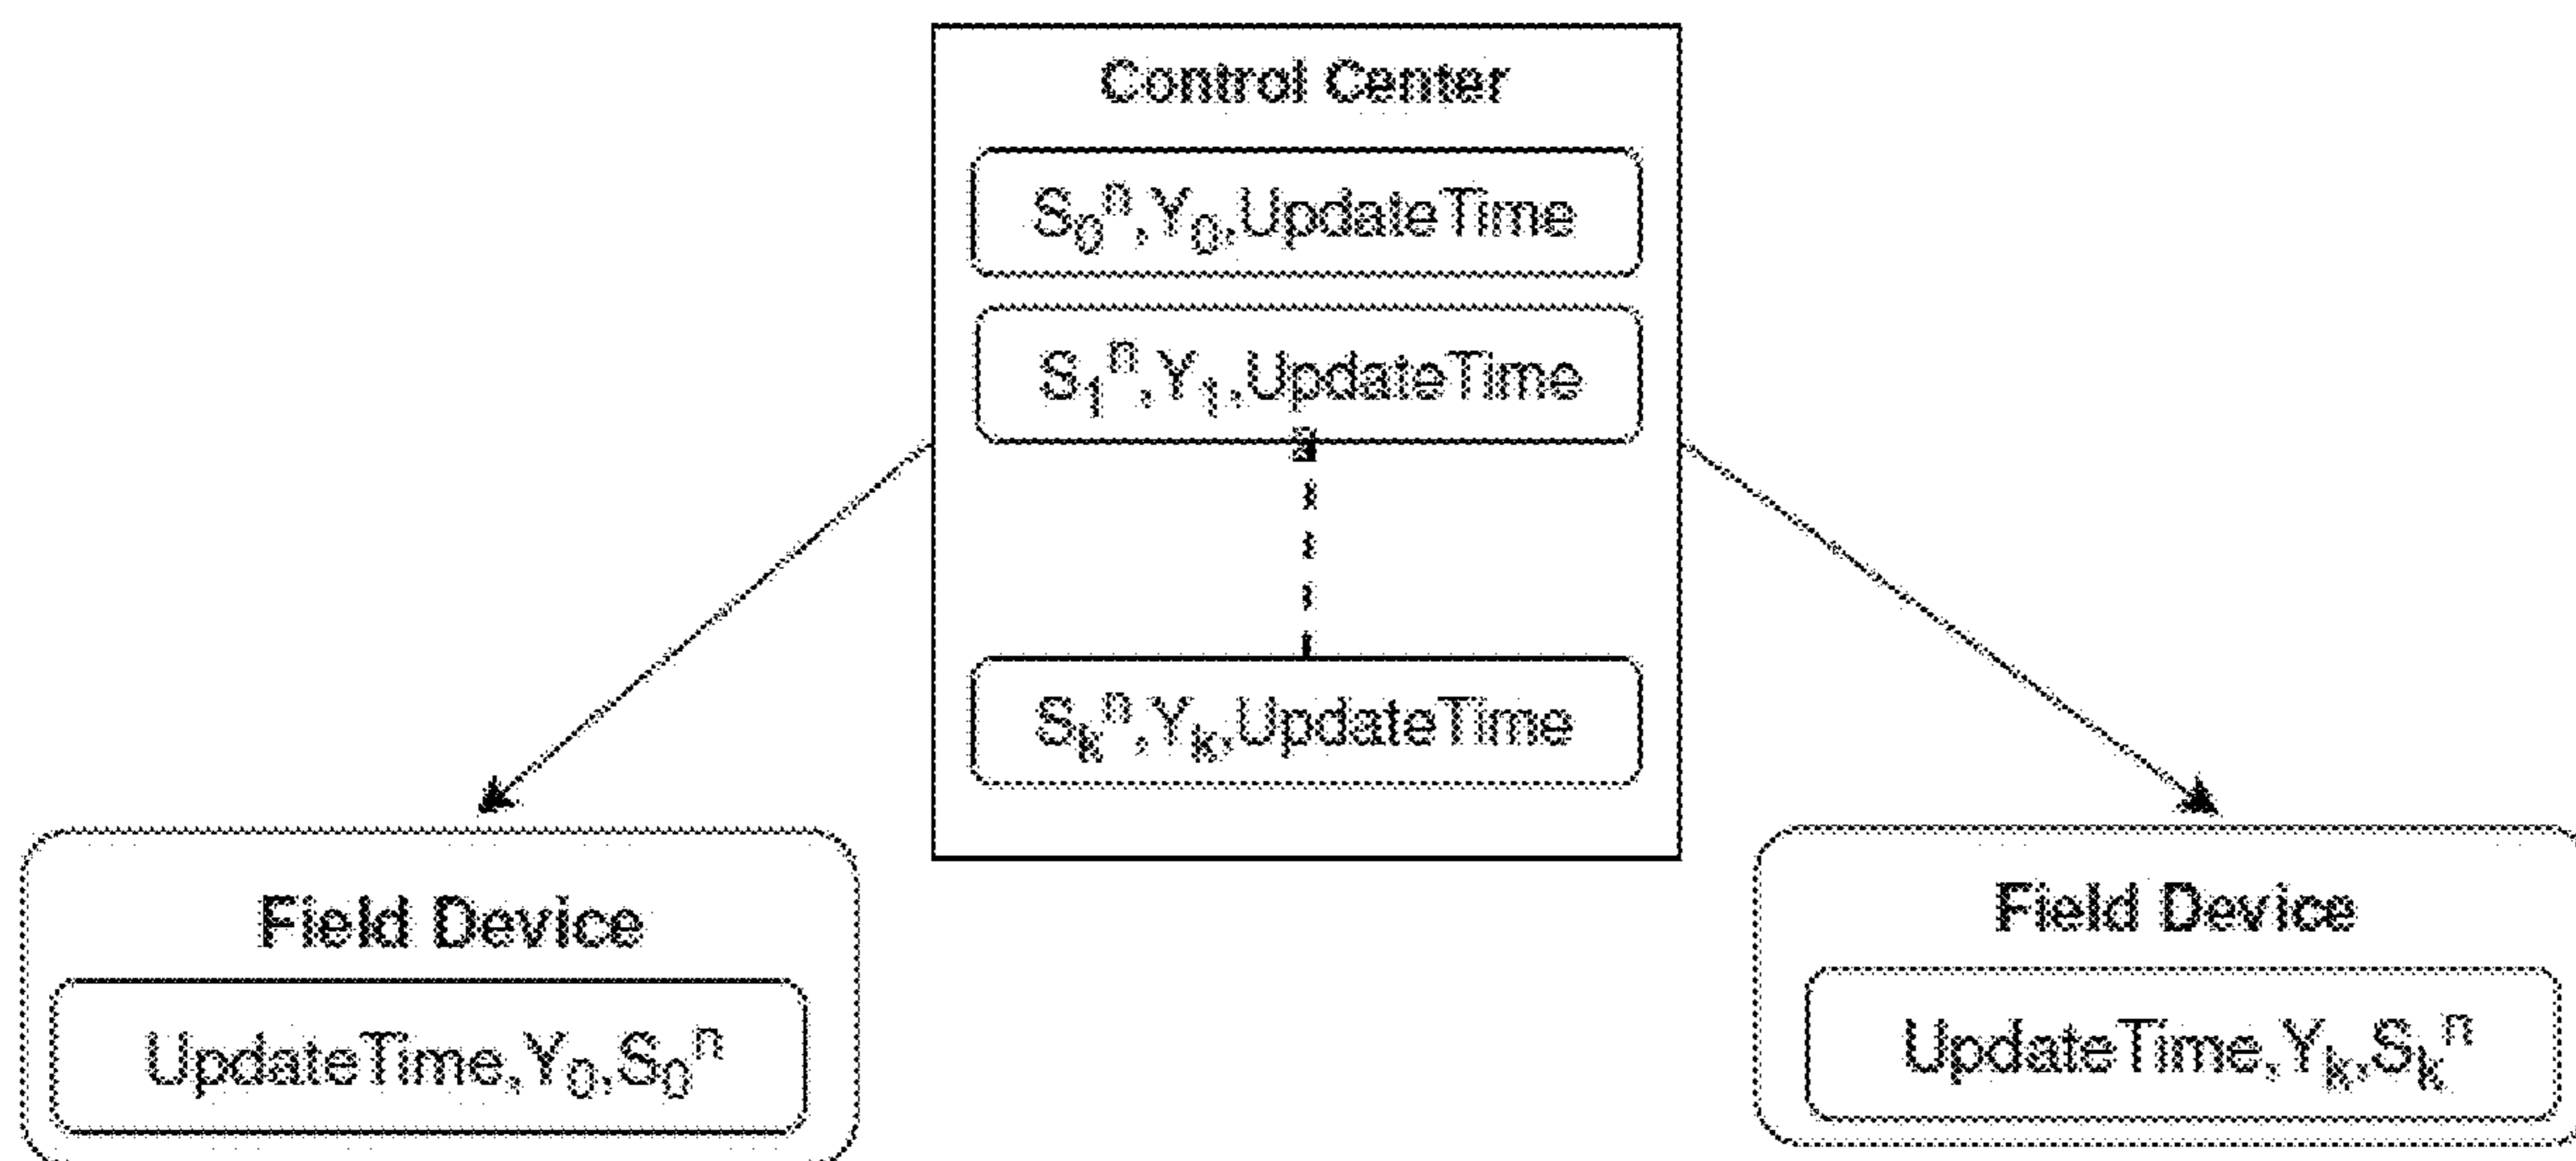 Control Center
S₀ⁿ,Y₀,UpdateTime
S₁ⁿ,Y₁,UpdateTime
Sₖⁿ,Yₖ,UpdateTime
Field Device
UpdateTime,Y₀,S₀ⁿ
Field Device
UpdateTime,Yₖ,Sₖⁿ